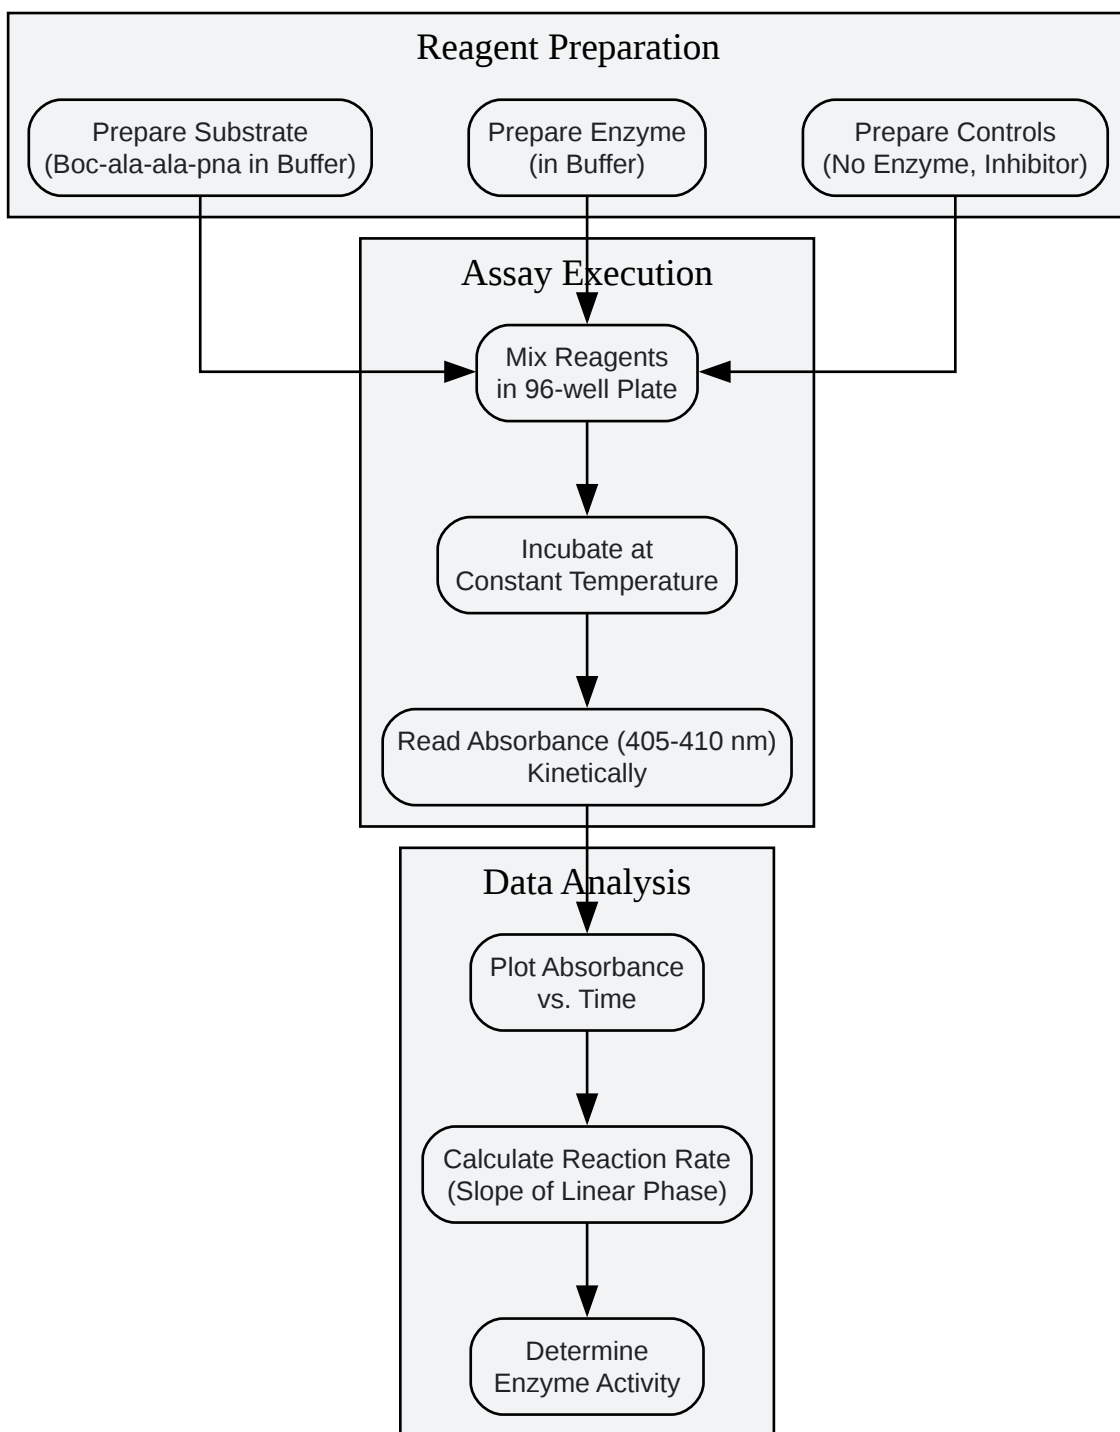 Reagent Preparation
Prepare Substrate
(Boc-ala-ala-pna in Buffer)
Prepare Enzyme
(in Buffer)
Prepare Controls
(No Enzyme, Inhibitor)
Assay Execution
Mix Reagents
in 96-well Plate
Incubate at
Constant Temperature
Read Absorbance (405-410 nm)
Kinetically
Data Analysis
Plot Absorbance
vs. Time
Calculate Reaction Rate
(Slope of Linear Phase)
Determine
Enzyme Activity